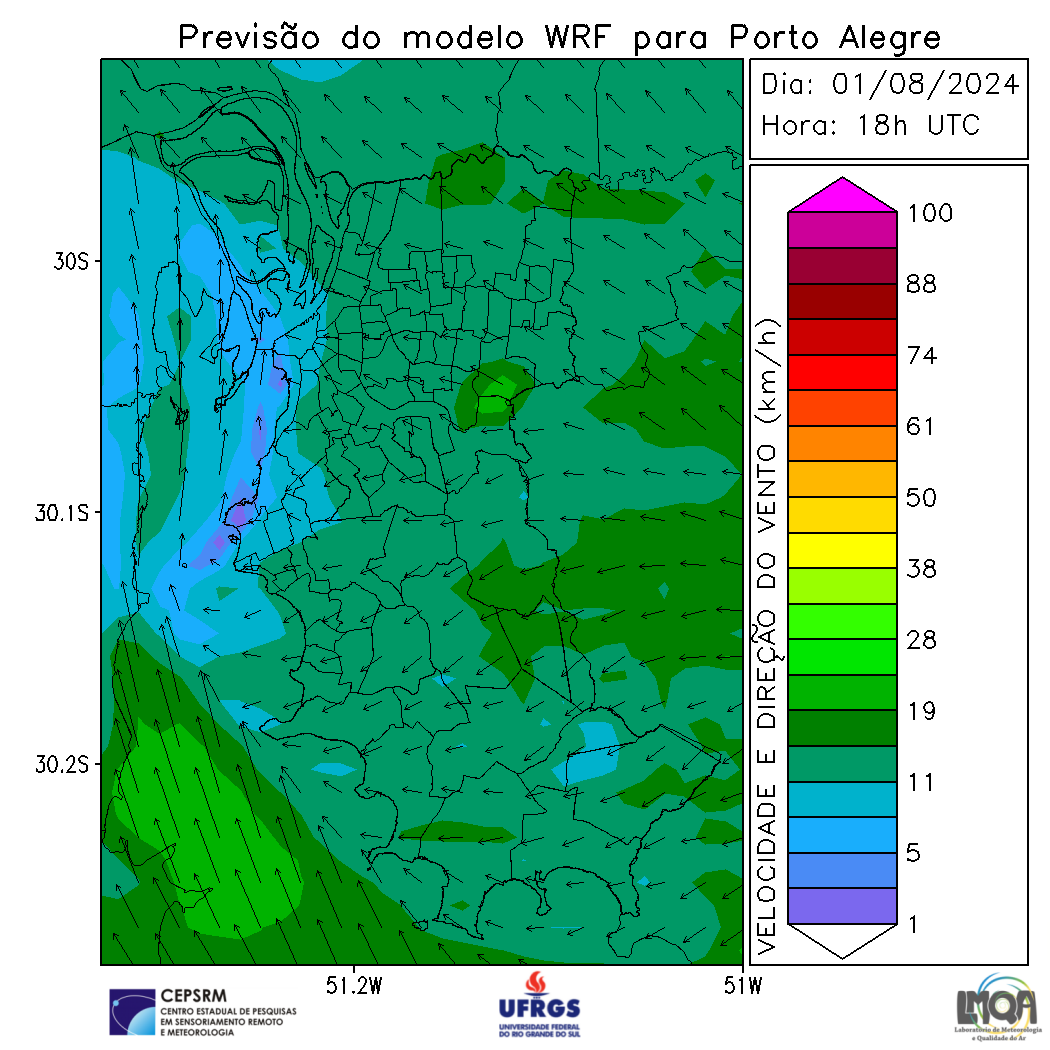 Previsão do modelo WRF para Porto Alegre
Dia: 01/08/2024
Hora: 18h UTC
30S
30.1S
30.2S
51.2W
51W
VELOCIDADE E DIREÇÃO DO VENTO (km/h)
100
88
74
61
50
38
28
19
11
5
1
CEPSRM
CENTRO ESTADUAL DE PESQUISAS
EM SENSORIAMENTO REMOTO
E METEOROLOGIA
UFRGS
UNIVERSIDADE FEDERAL
DO RIO GRANDE DO SUL
LMQA
Laboratório de Meteorologia
e Qualidade do Ar